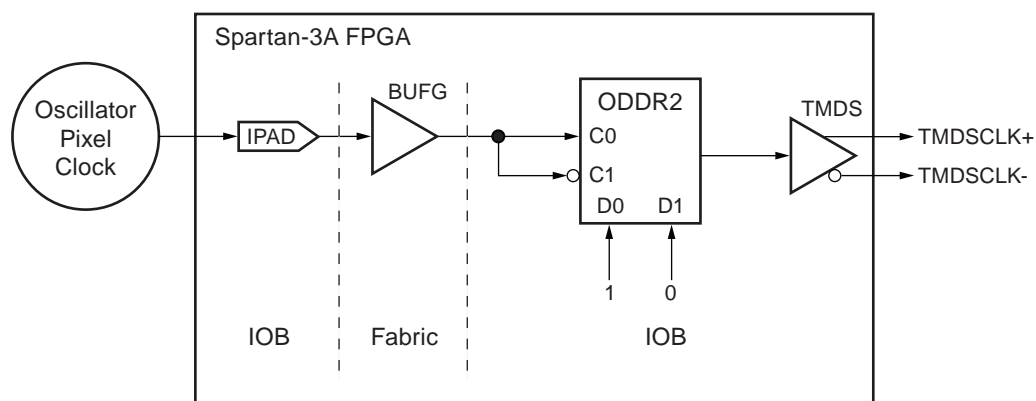 Spartan-3A FPGA
Oscillator
Pixel
Clock
IPAD
BUFG
ODDR2
C0
C1
D0 D1
1 0
TMDS
TMDSCLK+
TMDSCLK-
IOB
Fabric
IOB